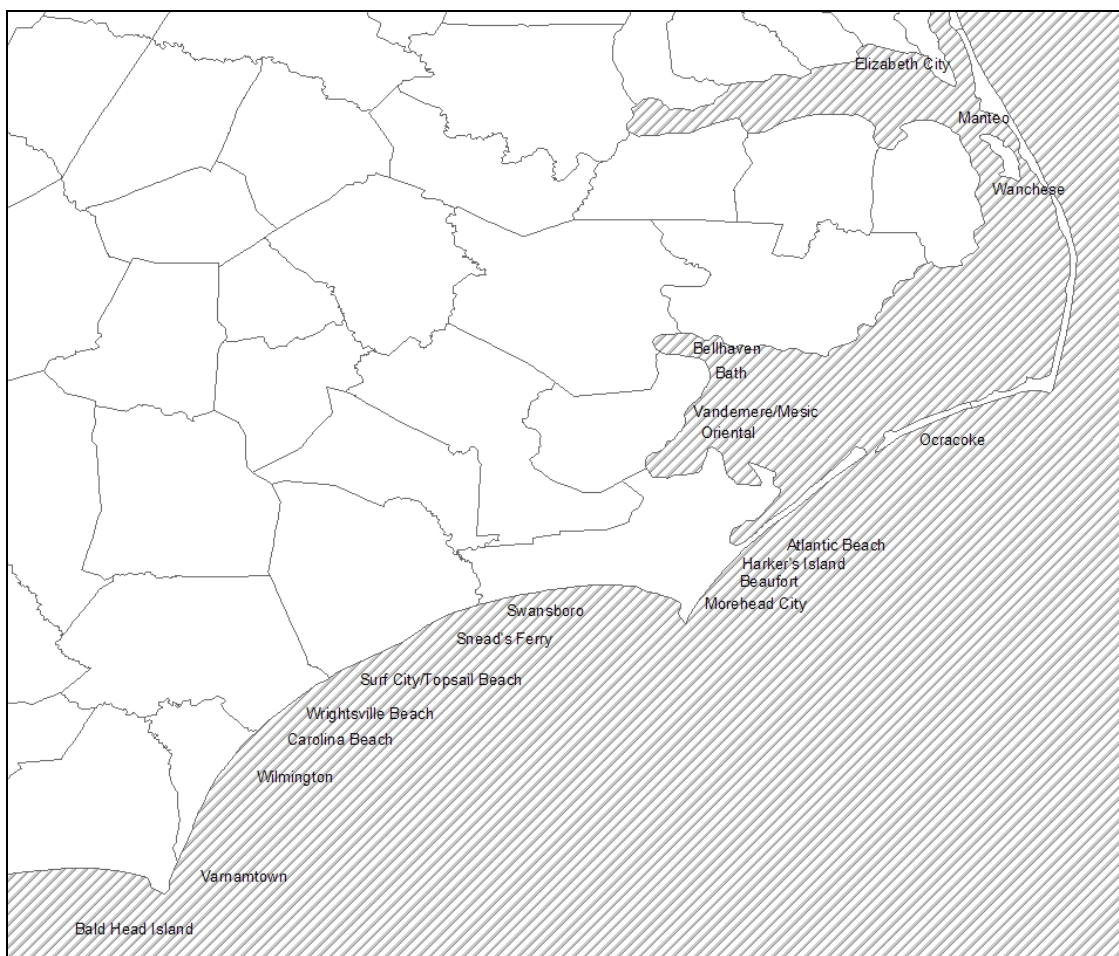 Elizabeth City
Manteo
Wanchese
Bellhaven
Bath
Vandemere/Mesic
Oriental
Ocracoke
Atlantic Beach
Harker's Island
Beaufort
Morehead City
Swansboro
Snead's Ferry
Surf City/Topsail Beach
Wrightsville Beach
Carolina Beach
Wilmington
Varnamtown
Bald Head Island